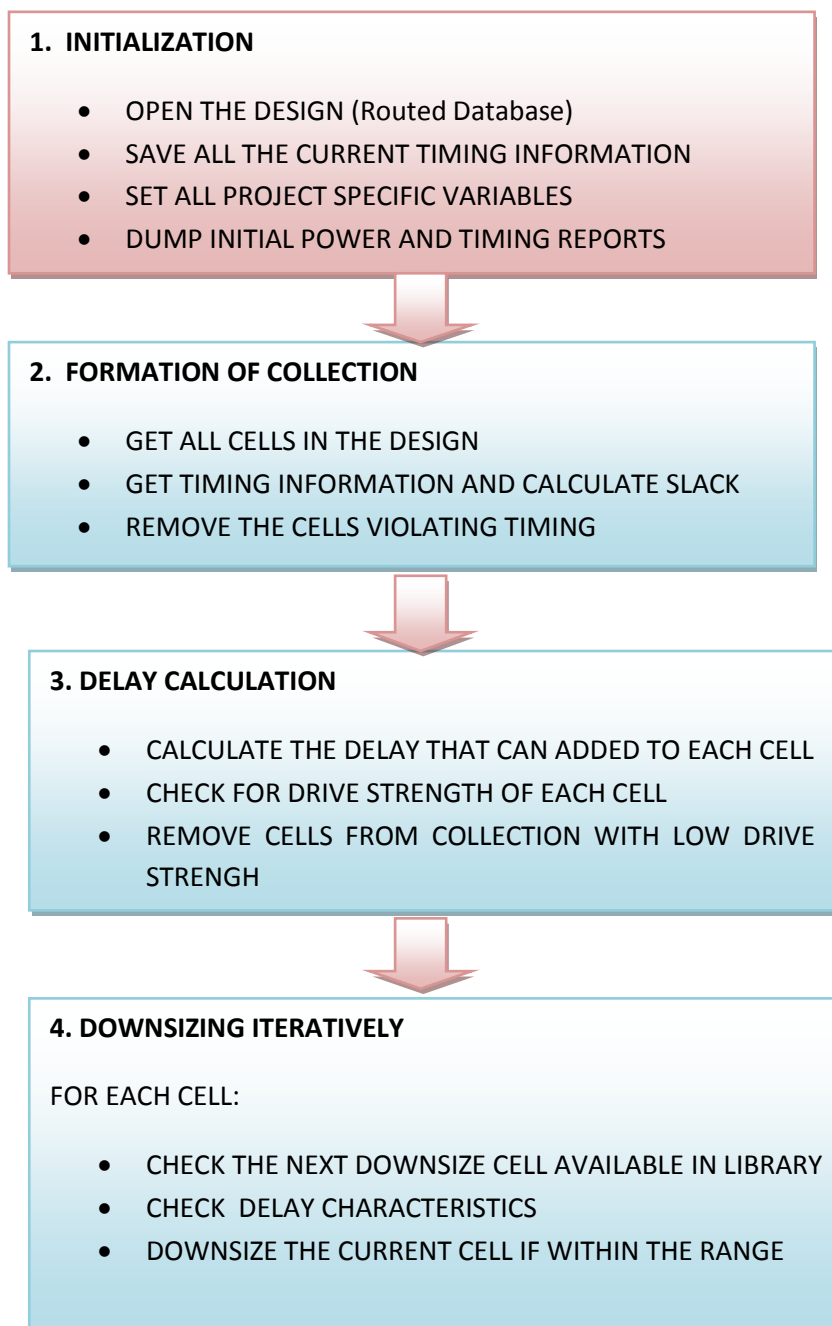 1. INITIALIZATION
• OPEN THE DESIGN (Routed Database)
• SAVE ALL THE CURRENT TIMING INFORMATION
• SET ALL PROJECT SPECIFIC VARIABLES
• DUMP INITIAL POWER AND TIMING REPORTS
2. FORMATION OF COLLECTION
• GET ALL CELLS IN THE DESIGN
• GET TIMING INFORMATION AND CALCULATE SLACK
• REMOVE THE CELLS VIOLATING TIMING
3. DELAY CALCULATION
• CALCULATE THE DELAY THAT CAN ADDED TO EACH CELL
• CHECK FOR DRIVE STRENGTH OF EACH CELL
• REMOVE CELLS FROM COLLECTION WITH LOW DRIVE
STRENGH
4. DOWNSIZING ITERATIVELY
FOR EACH CELL:
• CHECK THE NEXT DOWNSIZE CELL AVAILABLE IN LIBRARY
• CHECK DELAY CHARACTERISTICS
• DOWNSIZE THE CURRENT CELL IF WITHIN THE RANGE